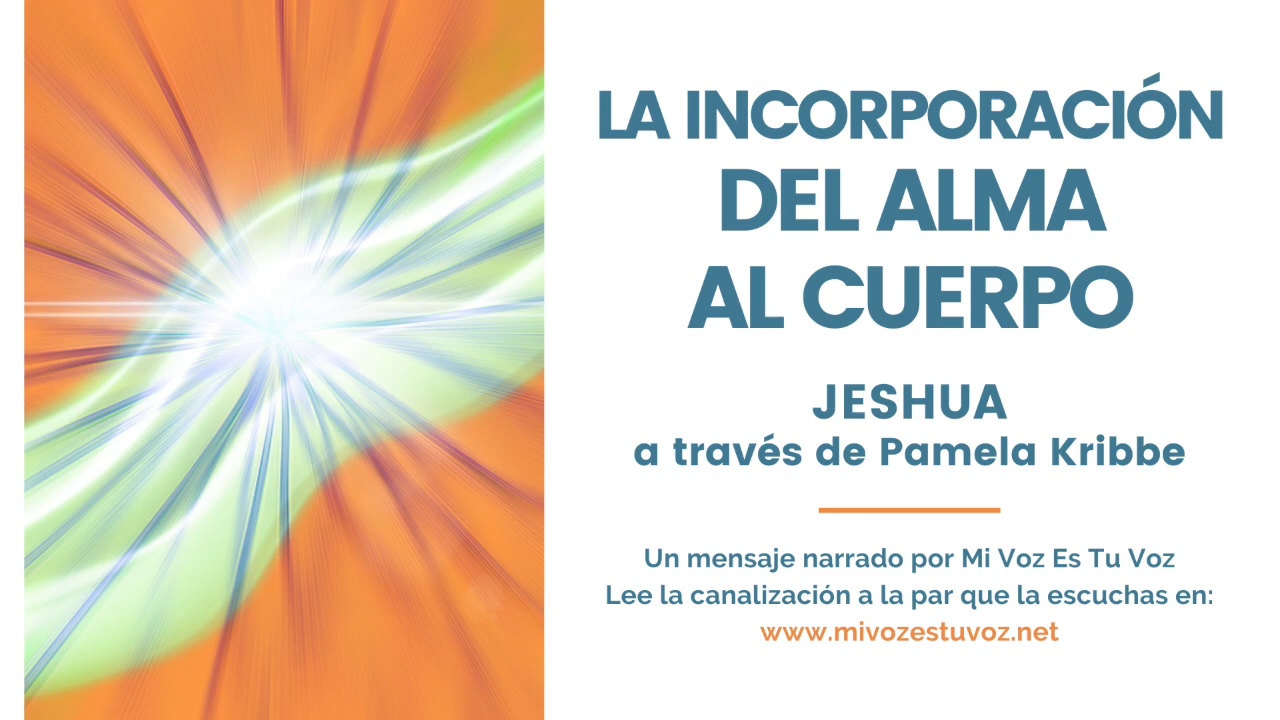 LA INCORPORACIÓN
DEL ALMA
AL CUERPO
JESHUA
a través de Pamela Kribbe
Un mensaje narrado por Mi Voz Es Tu Voz
Lee la canalización a la par que la escuchas en:
www.mivozestuvoz.net